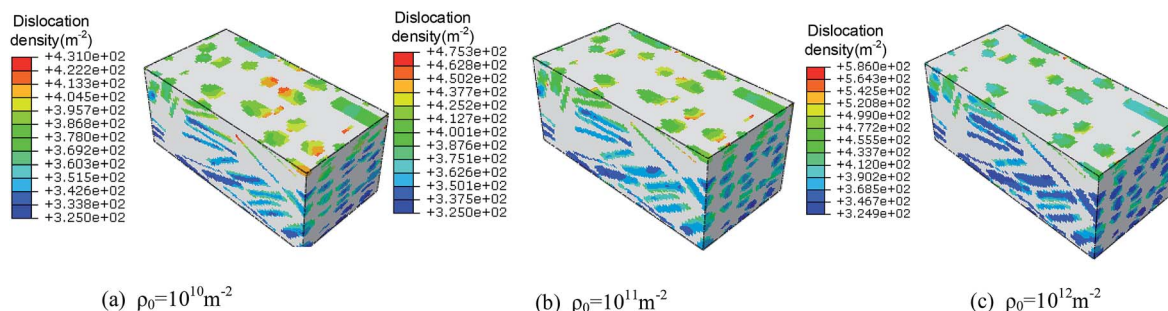 Dislocation
density(m⁻²)
+4.310e+02
+4.222e+02
+4.133e+02
+4.045e+02
+3.957e+02
+3.868e+02
+3.780e+02
+3.692e+02
+3.603e+02
+3.515e+02
+3.426e+02
+3.338e+02
+3.250e+02
(a) ρ₀=10¹⁰m⁻²
Dislocation
density(m⁻²)
+4.753e+02
+4.628e+02
+4.502e+02
+4.377e+02
+4.252e+02
+4.127e+02
+4.001e+02
+3.876e+02
+3.751e+02
+3.626e+02
+3.501e+02
+3.375e+02
+3.250e+02
(b) ρ₀=10¹¹m⁻²
Dislocation
density(m⁻²)
+5.860e+02
+5.643e+02
+5.425e+02
+5.208e+02
+4.990e+02
+4.772e+02
+4.555e+02
+4.337e+02
+4.120e+02
+3.902e+02
+3.685e+02
+3.467e+02
+3.249e+02
(c) ρ₀=10¹²m⁻²